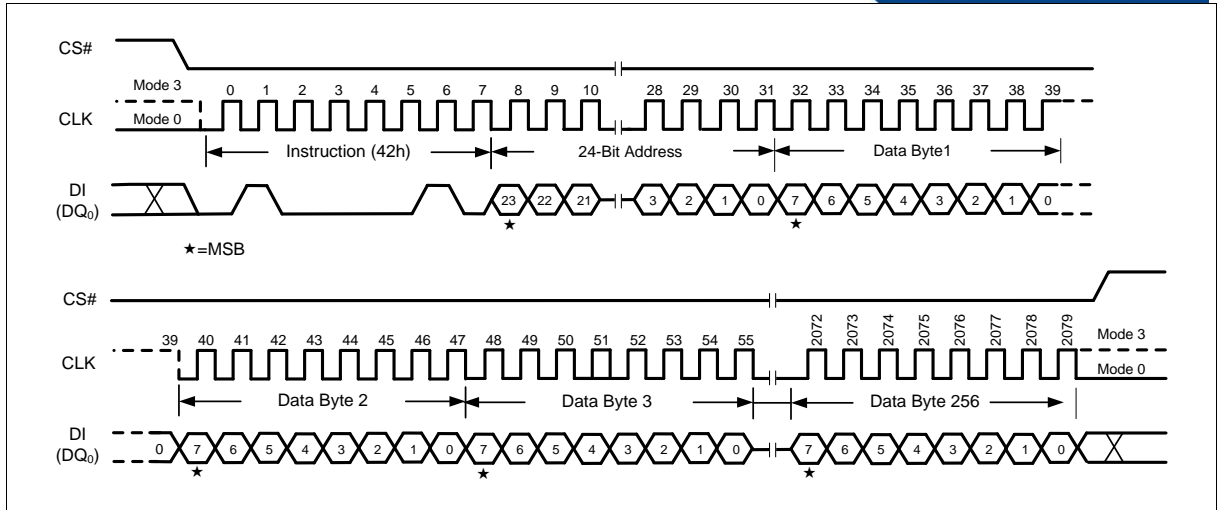 CS#
Mode 3
0 1 2 3 4 5 6 7 8 9 10 28 29 30 31 32 33 34 35 36 37 38 39
CLK
Mode 0
Instruction (42h) 24-Bit Address Data Byte1
DI
(DQ0)
23 22 21 3 2 1 0 7 6 5 4 3 2 1 0
★ ★
★=MSB
CS#
39 40 41 42 43 44 45 46 47 48 49 50 51 52 53 54 55 2072 2073 2074 2075 2076 2077 2078 2079
Mode 3
CLK
Mode 0
Data Byte 2 Data Byte 3 Data Byte 256
DI
(DQ0)
0 7 6 5 4 3 2 1 0 7 6 5 4 3 2 1 0 7 6 5 4 3 2 1 0
★ ★ ★